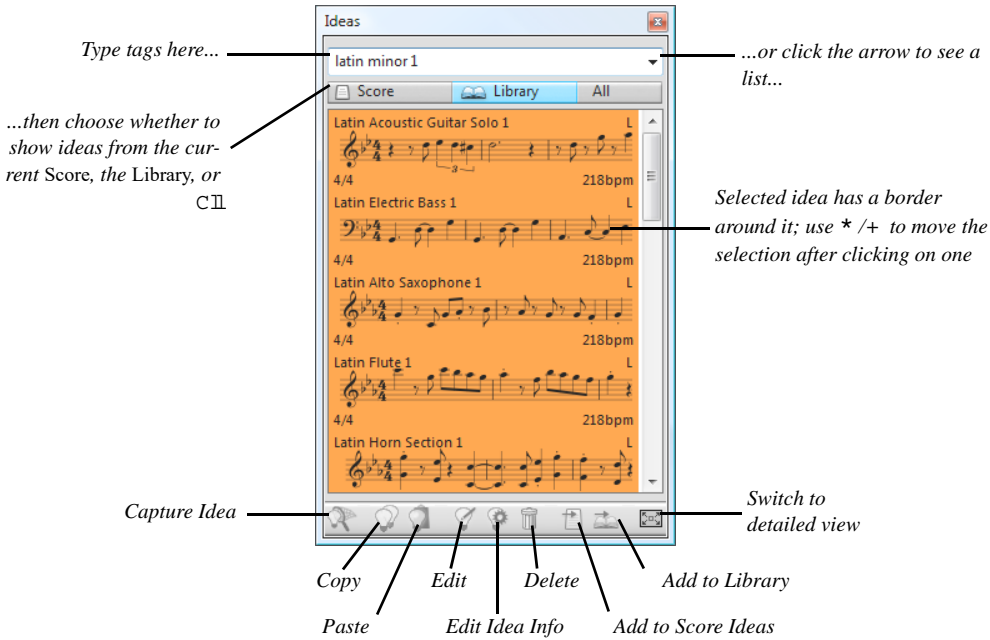 Ideas
Type tags here...
latin minor 1
...or click the arrow to see a
list...
Score
Library
All
...then choose whether to
show ideas from the cur-
rent Score, the Library, or
C]l
Latin Acoustic Guitar Solo 1 L
3
4/4 218bpm
Latin Electric Bass 1 L
4/4 218bpm
Selected idea has a border
around it; use * /+ to move the
selection after clicking on one
Latin Alto Saxophone 1 L
4/4 218bpm
Latin Flute 1 L
4/4 218bpm
Latin Horn Section 1 L
Capture Idea
Switch to
detailed view
Copy
Edit
Delete
Add to Library
Paste
Edit Idea Info
Add to Score Ideas